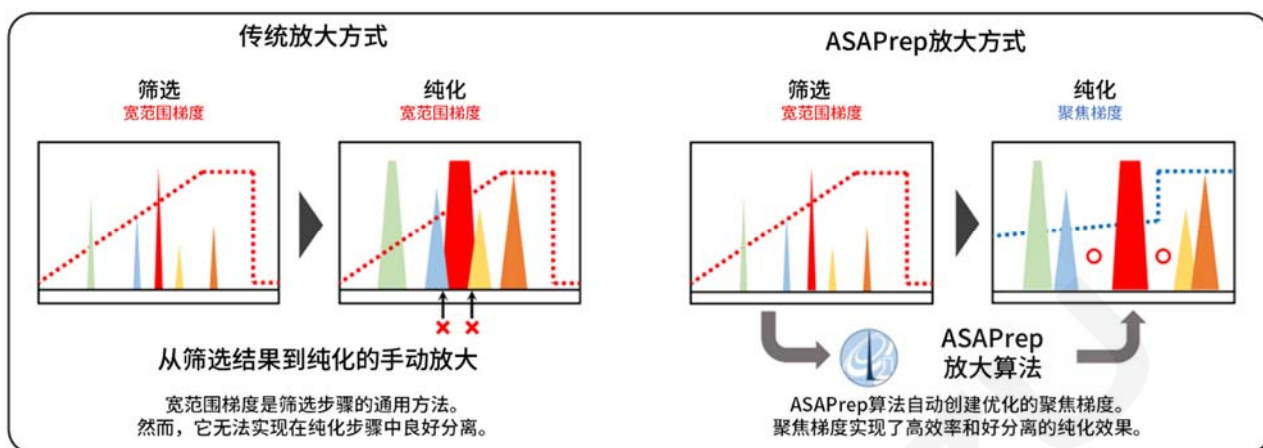 传统放大方式
筛选
宽范围梯度
纯化
宽范围梯度
从筛选结果到纯化的手动放大
宽范围梯度是筛选步骤的通用方法。
然而，它无法实现在纯化步骤中良好分离。
ASAPrep放大方式
筛选
宽范围梯度
纯化
聚焦梯度
ASAPrep
放大算法
ASAPrep算法自动创建优化的聚焦梯度。
聚焦梯度实现了高效率和好分离的纯化效果。